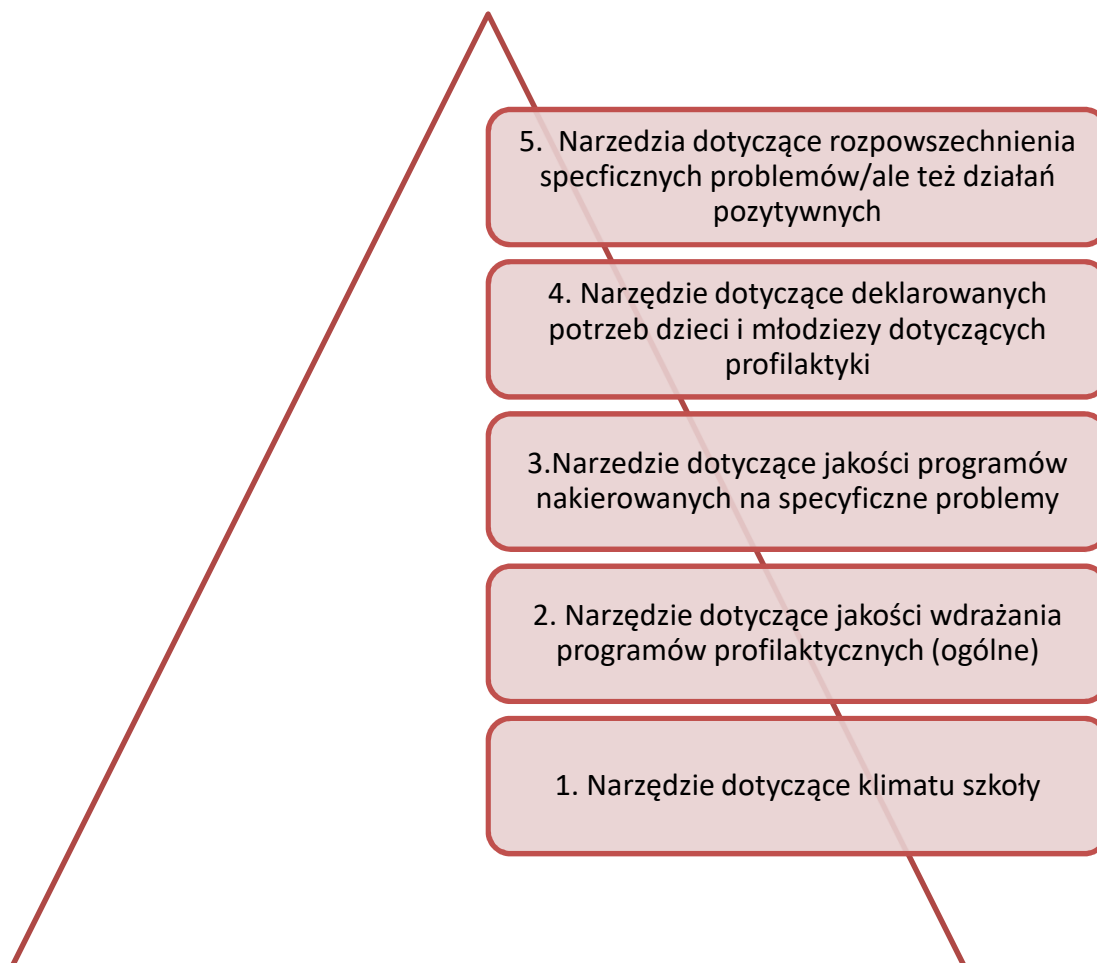 5.  Narzedzia dotyczące rozpowszechnienia
specficznych problemów/ale też działań
pozytywnych
4. Narzędzie dotyczące deklarowanych
potrzeb dzieci i młodziezy dotyczących
profilaktyki
3.Narzedzie dotyczące jakości programów
nakierowanych na specyficzne problemy
2. Narzędzie dotyczące jakości wdrażania
programów profilaktycznych (ogólne)
1. Narzędzie dotyczące klimatu szkoły